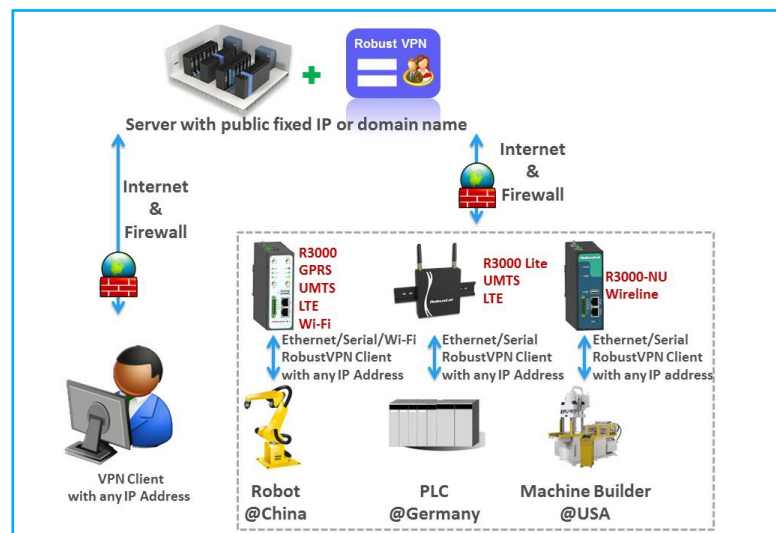 Robust VPN
Server with public fixed IP or domain name
Internet
&
Firewall
Internet
&
Firewall
R3000
GPRS
UMTS
LTE
Wi-Fi
R3000 Lite
UMTS
LTE
Robustel
R3000-NU
Wireline
Ethernet/Serial/Wi-Fi
RobustVPN Client
with any IP Address
Ethernet/Serial
RobustVPN Client
with any IP Address
Ethernet/Serial
RobustVPN Client
with any IP address
VPN Client
with any IP Address
Robot
@China
PLC
@Germany
Machine Builder
@USA